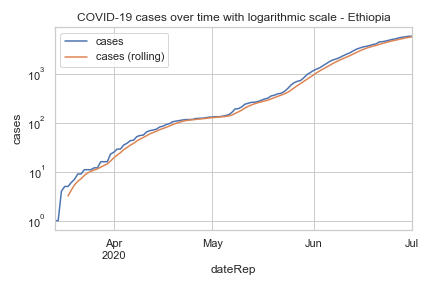 COVID-19 cases over time with logarithmic scale - Ethiopia
cases
cases (rolling)
10³
10²
10¹
10⁰
cases
Apr
2020
May
Jun
Jul
dateRep